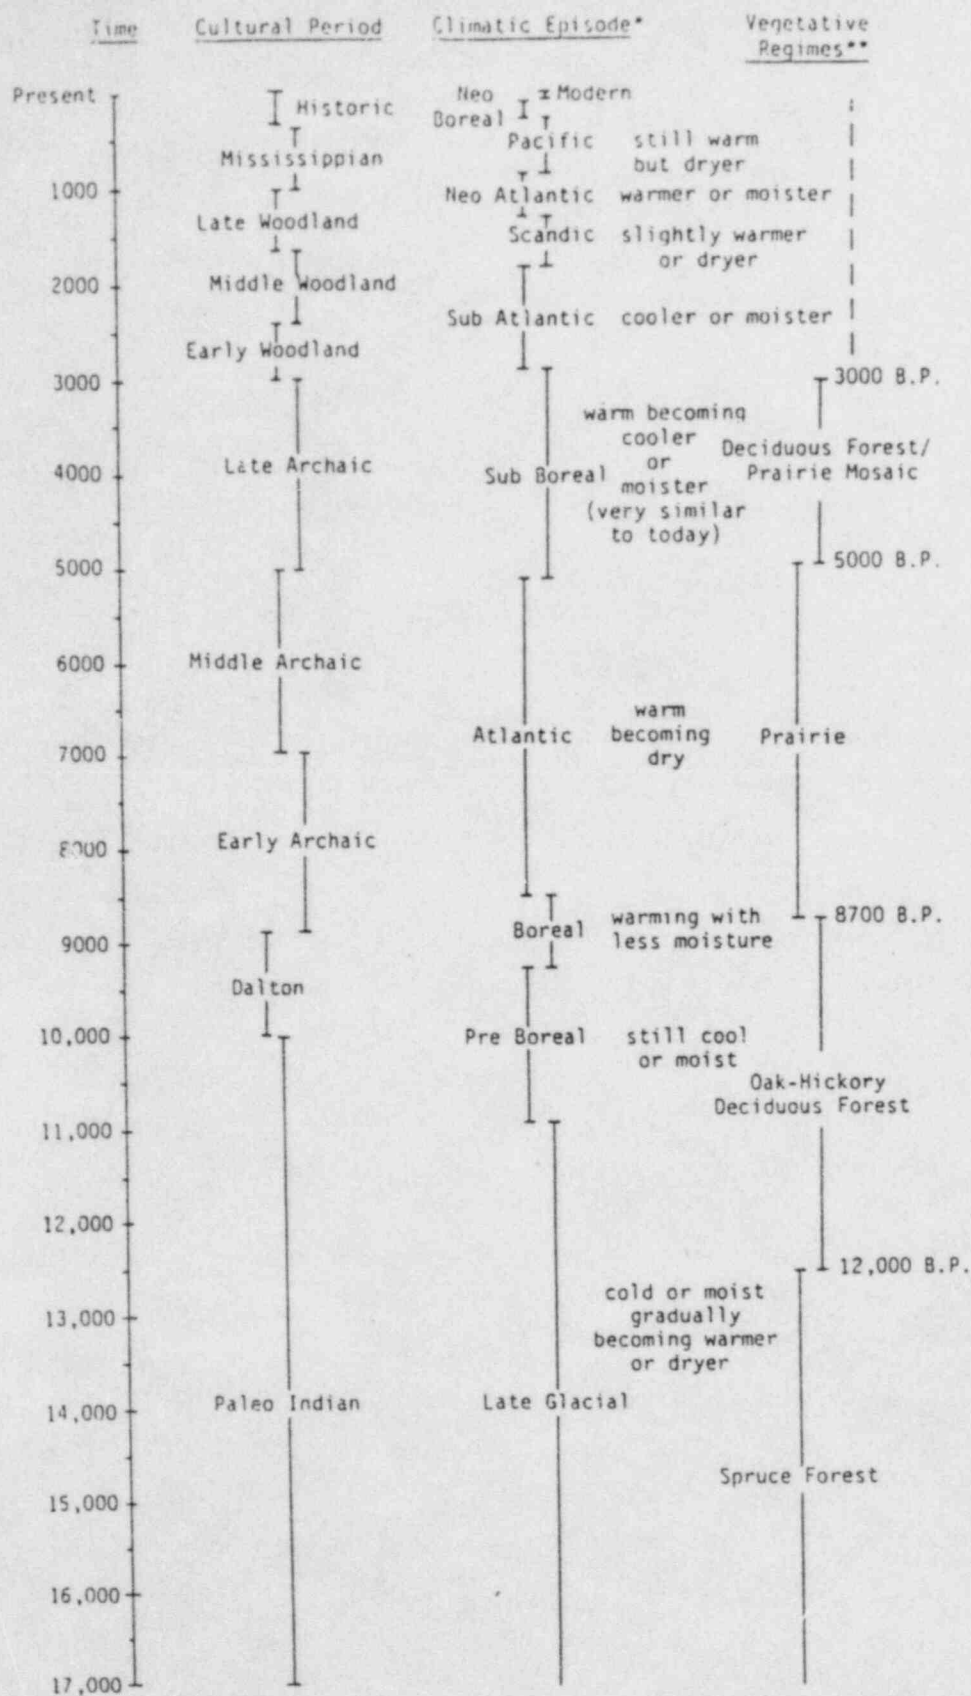 Time Cultural Period Climatic Episode* Vegetative
Regimes**
Present Historic Neo Modern
Boreal
Mississippian Pacific still warm
but dryer
1000 Neo Atlantic warmer or moister
Late Woodland Scandic slightly warmer
or dryer
2000 Middle Woodland
Sub Atlantic cooler or moister
Early Woodland
3000 3000 B.P.
warm becoming
cooler
or
moister
(very similar
to today)
Late Archaic Sub Boreal Deciduous Forest/
Prairie Mosaic
4000
5000 5000 B.P.
6000 Middle Archaic
Atlantic warm
becoming
dry
Prairie
7000
Early Archaic
8000
8700 B.P.
Boreal warming with
less moisture
9000
Dalton
10,000 Pre Boreal still cool
or moist
Oak-Hickory
Deciduous Forest
11,000
12,000 12,000 B.P.
cold or moist
gradually
becoming warmer
or dryer
13,000
Paleo Indian Late Glacial
14,000
Spruce Forest
15,000
16,000
17,000